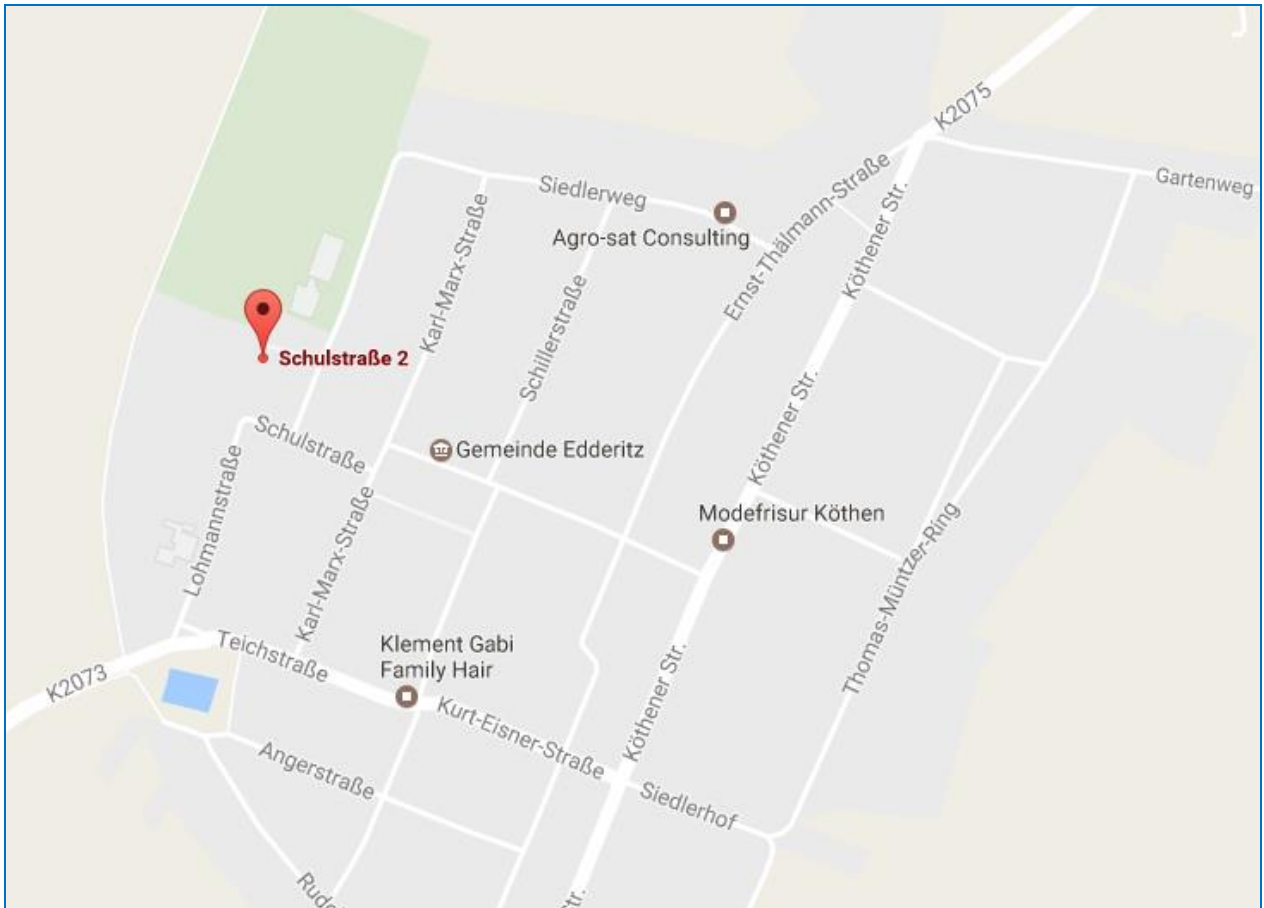 K2075
Gartenweg
Siedlerweg
Ernst-Thälmann-Straße
Köthener Str.
Karl-Marx-Straße
Agro-sat Consulting
Schillerstraße
Schulstraße 2
Köthener Str.
Schulstraße
Gemeinde Edderitz
Lohmannstraße
Karl-Marx-Straße
Modefrisur Köthen
Thomas-Müntzer-Ring
Teichstraße
Klement Gabi
Family Hair
K2073
Köthener Str.
Kurt-Eisner-Straße
Angerstraße
Siedlerhof